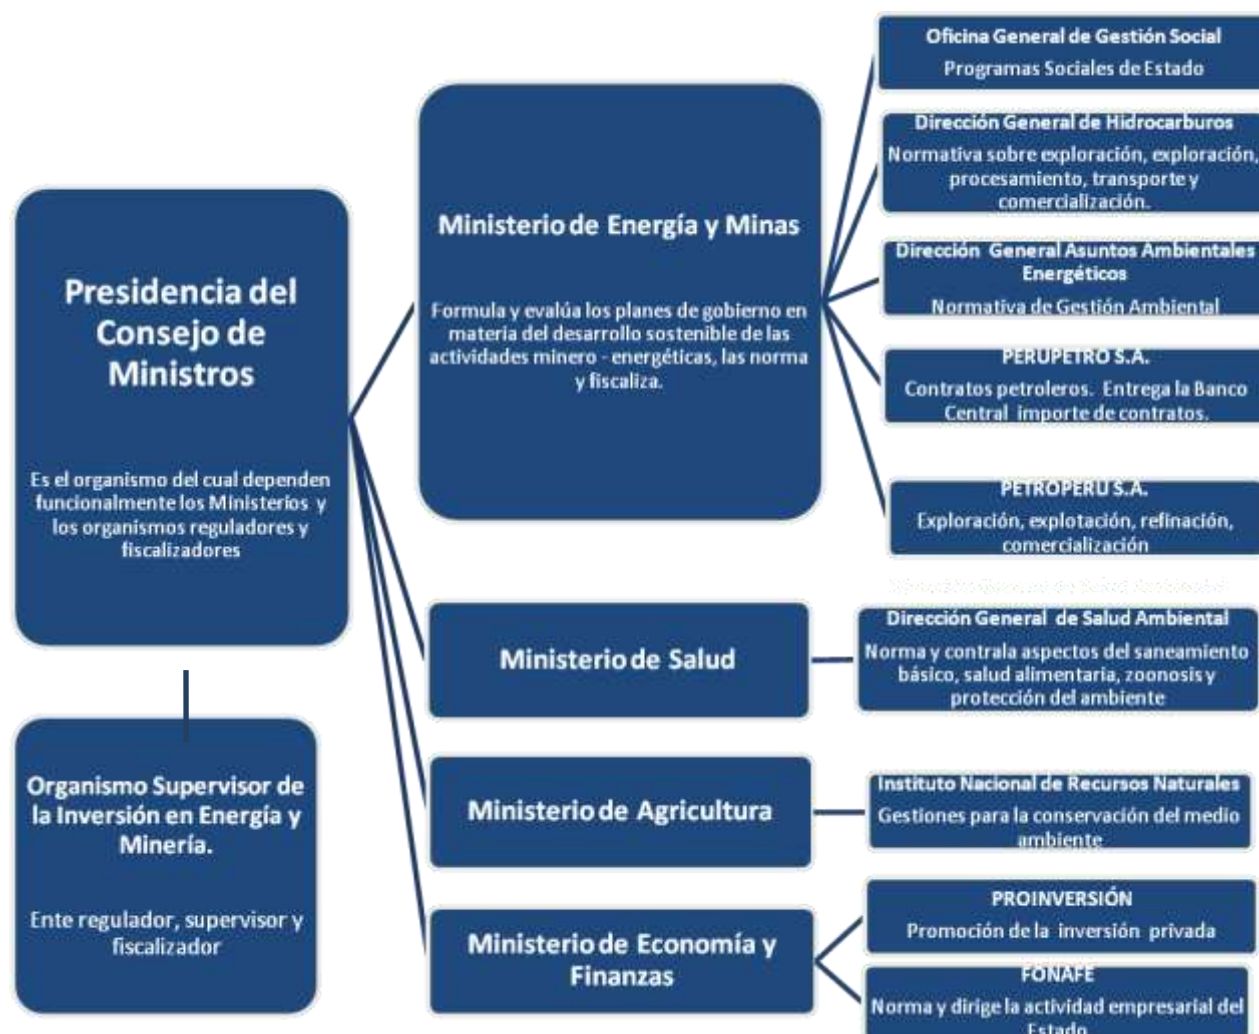 Presidencia del
Consejo de
Ministros
Es el organismo del cual dependen
funcionalmente los Ministerios y
los organismos reguladores y
fiscalizadores
Organismo Supervisor de
la Inversión en Energía y
Minería.
Ente regulador, supervisor y
fiscalizador
Ministerio de Energía y Minas
Formula y evalúa los planes de gobierno en
materia del desarrollo sostenible de las
actividades minero - energéticas, las norma
y fiscaliza.
Oficina General de Gestión Social
Programas Sociales de Estado
Dirección General de Hidrocarburos
Normativa sobre exploración, exploración,
procesamiento, transporte y
comercialización.
Dirección General Asuntos Ambientales
Energéticos
Normativa de Gestión Ambiental
PERUPETRO S.A.
Contratos petroleros. Entrega la Banco
Central importe de contratos.
PETROPERU S.A.
Exploración, explotación, refinación,
comercialización
Ministerio de Salud
Dirección General de Salud Ambiental
Norma y contrala aspectos del saneamiento
básico, salud alimentaria, zoonosis y
protección del ambiente
Ministerio de Agricultura
Instituto Nacional de Recursos Naturales
Gestiones para la conservación del medio
ambiente
Ministerio de Economía y
Finanzas
PROINVERSIÓN
Promoción de la inversión privada
FONAFE
Norma y dirige la actividad empresarial del
Estado